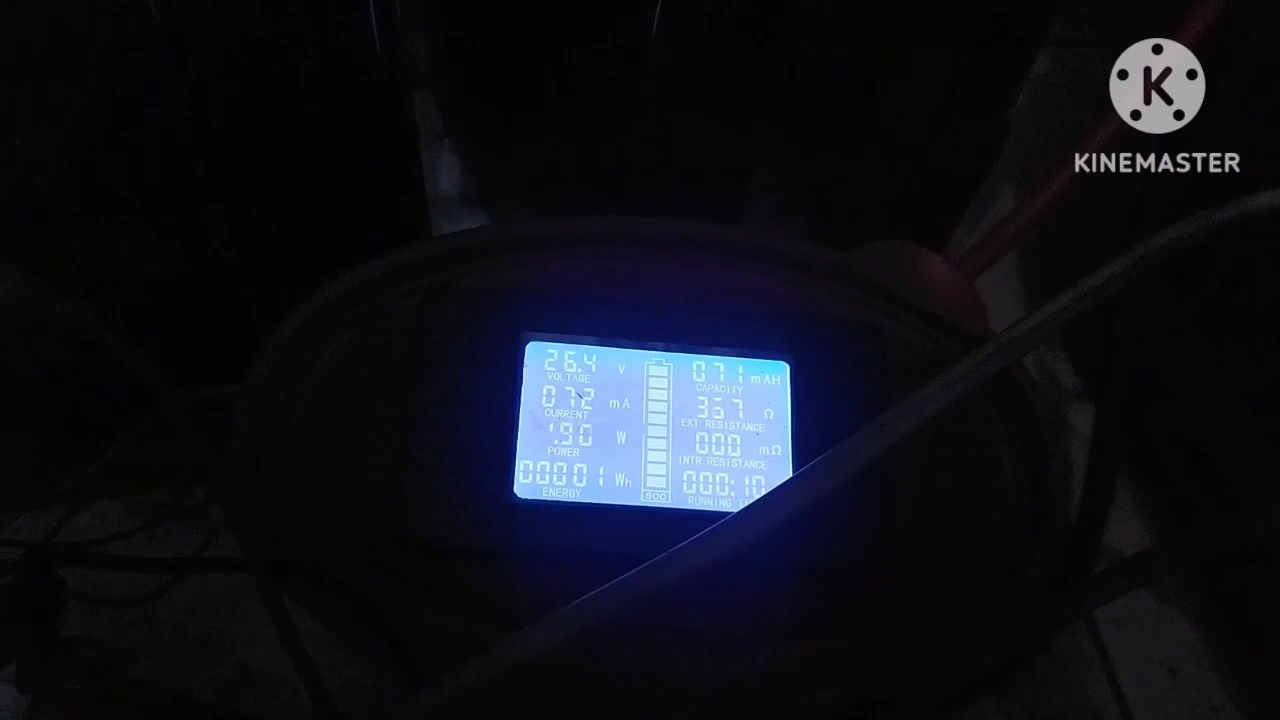 K
KINEMASTER
26.4 V
VOLTAGE
072 mA
CURRENT
1.90 W
POWER
00001 Wh
ENERGY
SOC
071 mAH
CAPACITY
367 Ω
EXT RESISTANCE
000 mΩ
INTR RESISTANCE
000:10
RUNNING